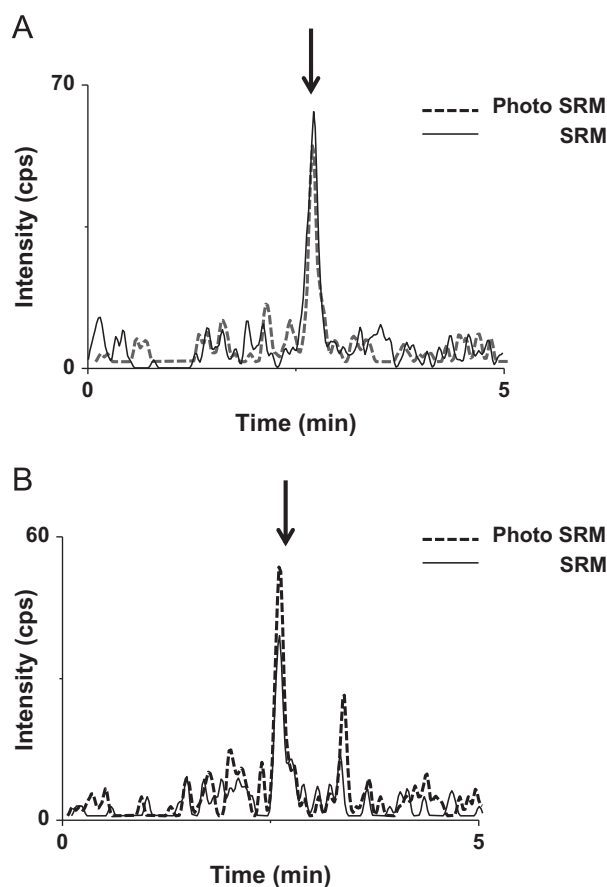 A
70
Photo SRM
SRM
Intensity (cps)
0
0
5
Time (min)
B
60
Photo SRM
SRM
Intensity (cps)
0
0
5
Time (min)